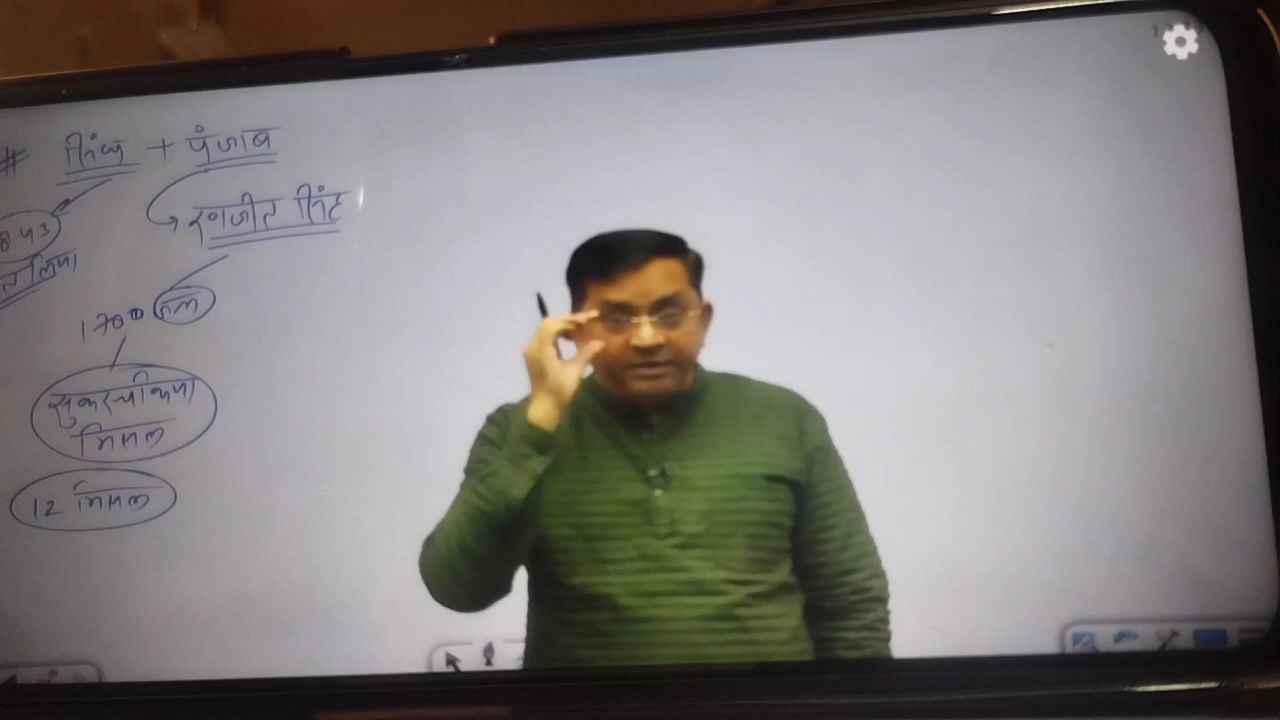 # सिंध + पंजाब
रणजीत सिंह
843
1700
सुकरचकिया
मिसल
12 मिसल